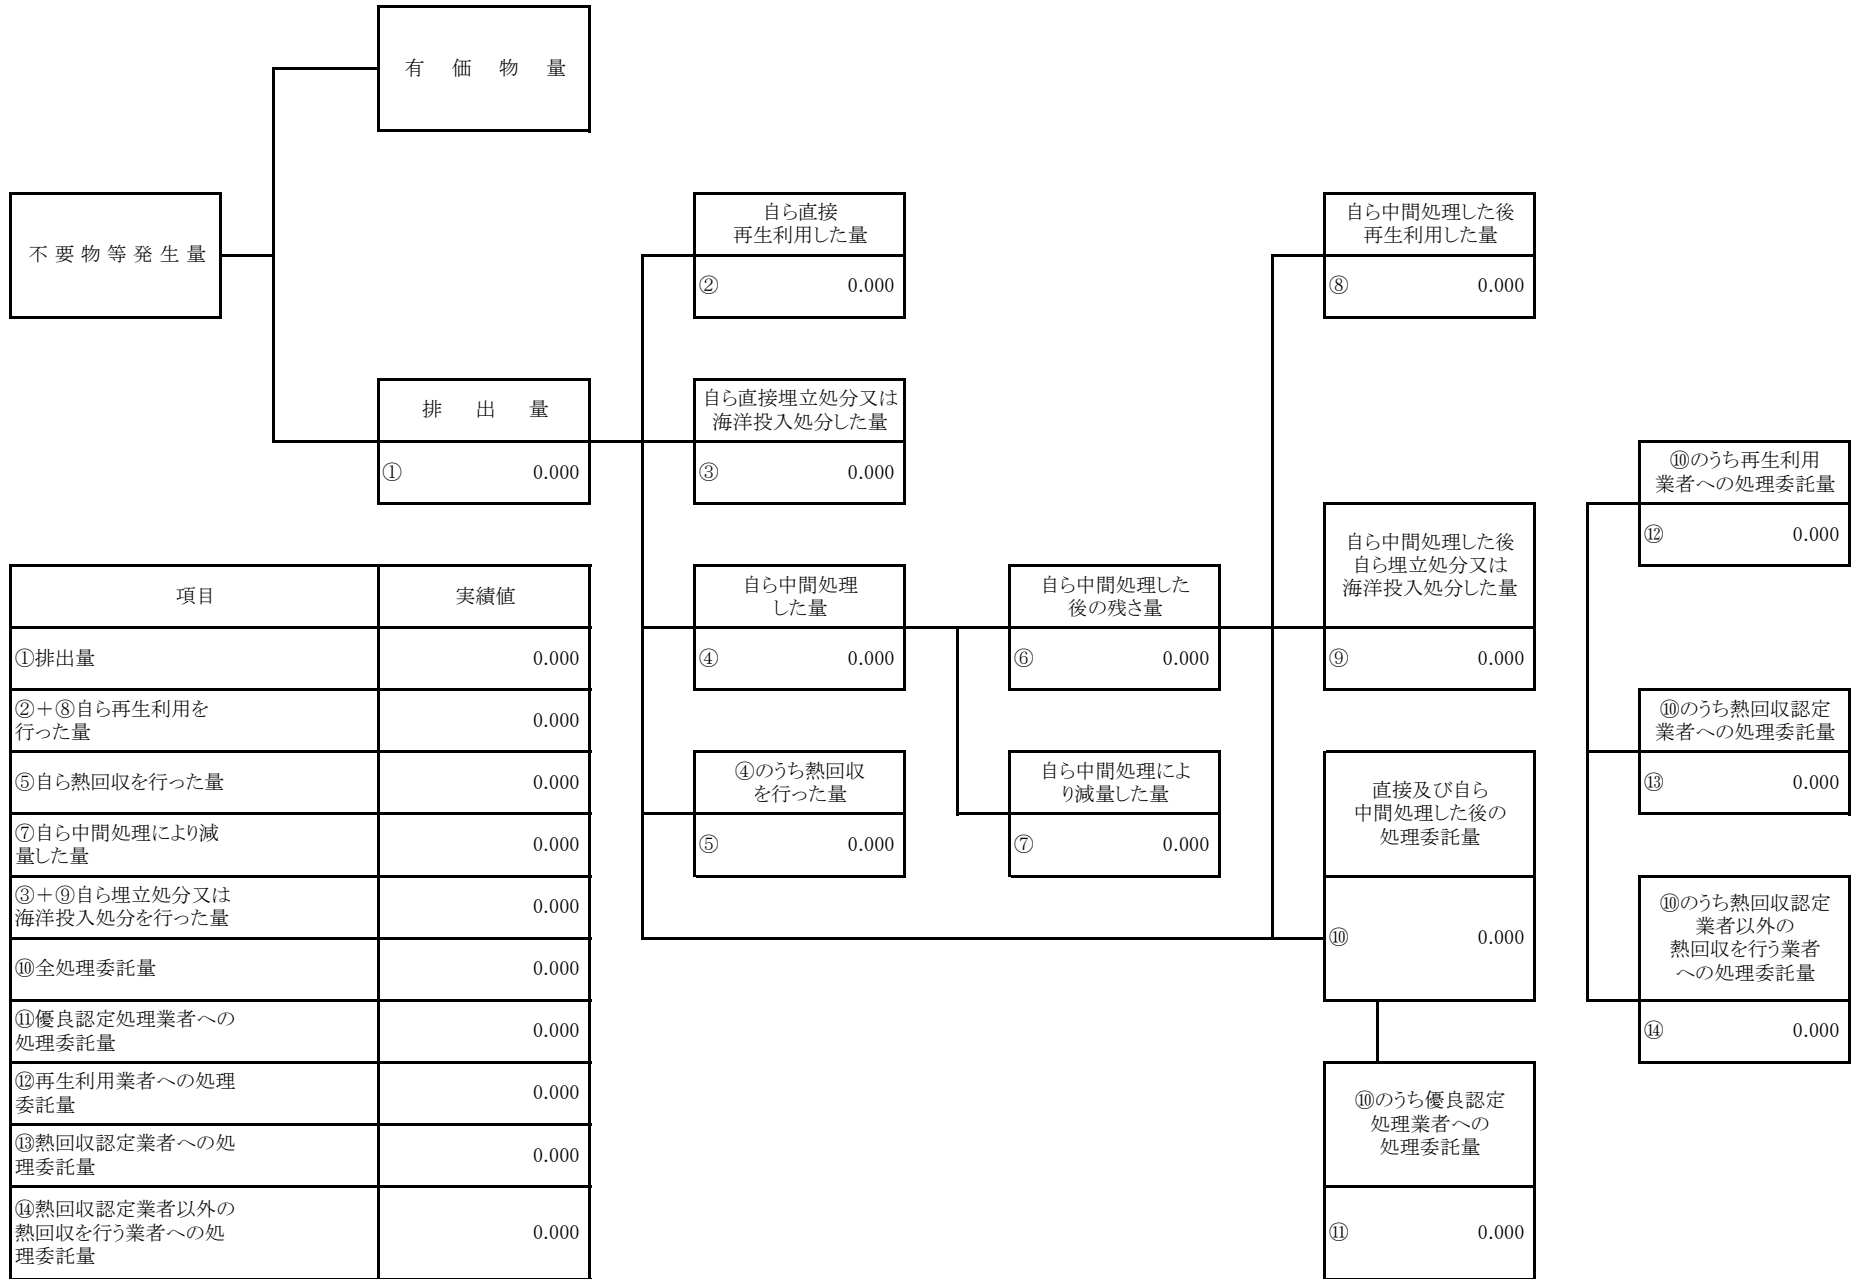 有 価 物 量
不 要 物 等 発 生 量
自ら直接
再生利用した量
② 0.000
自ら中間処理した後
再生利用した量
⑧ 0.000
排 出 量
① 0.000
自ら直接埋立処分又は
海洋投入処分した量
③ 0.000
⑩のうち再生利用
業者への処理委託量
⑫ 0.000
自ら中間処理した後
自ら埋立処分又は
海洋投入処分した量
⑨ 0.000
自ら中間処理
した量
④ 0.000
自ら中間処理した
後の残さ量
⑥ 0.000
⑩のうち熱回収認定
業者への処理委託量
⑬ 0.000
④のうち熱回収
を行った量
⑤ 0.000
自ら中間処理によ
り減量した量
⑦ 0.000
直接及び自ら
中間処理した後の
処理委託量
⑩ 0.000
⑩のうち熱回収認定
業者以外の
熱回収を行う業者
への処理委託量
⑭ 0.000
⑩のうち優良認定
処理業者への
処理委託量
⑪ 0.000
項目 実績値
①排出量 0.000
②＋⑧自ら再生利用を
行った量 0.000
⑤自ら熱回収を行った量 0.000
⑦自ら中間処理により減
量した量 0.000
③＋⑨自ら埋立処分又は
海洋投入処分を行った量 0.000
⑩全処理委託量 0.000
⑪優良認定処理業者への
処理委託量 0.000
⑫再生利用業者への処理
委託量 0.000
⑬熱回収認定業者への処
理委託量 0.000
⑭熱回収認定業者以外の
熱回収を行う業者への処
理委託量 0.000